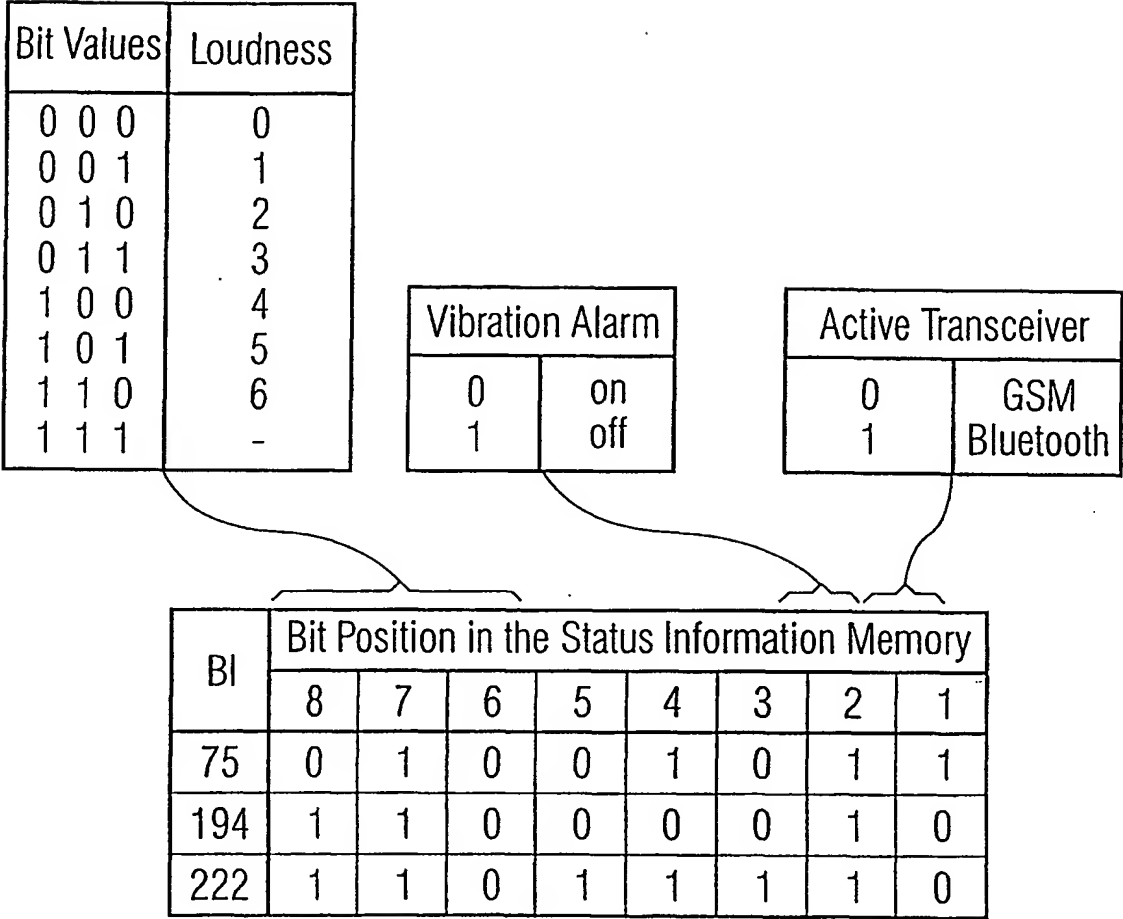 Bit Values Loudness
0 0 0 0
0 0 1 1
0 1 0 2
0 1 1 3
1 0 0 4
1 0 1 5
1 1 0 6
1 1 1 -
Vibration Alarm
0 on
1 off
Active Transceiver
0 GSM
1 Bluetooth
BI Bit Position in the Status Information Memory
8 7 6 5 4 3 2 1
75 0 1 0 0 1 0 1 1
194 1 1 0 0 0 0 1 0
222 1 1 0 1 1 1 1 0